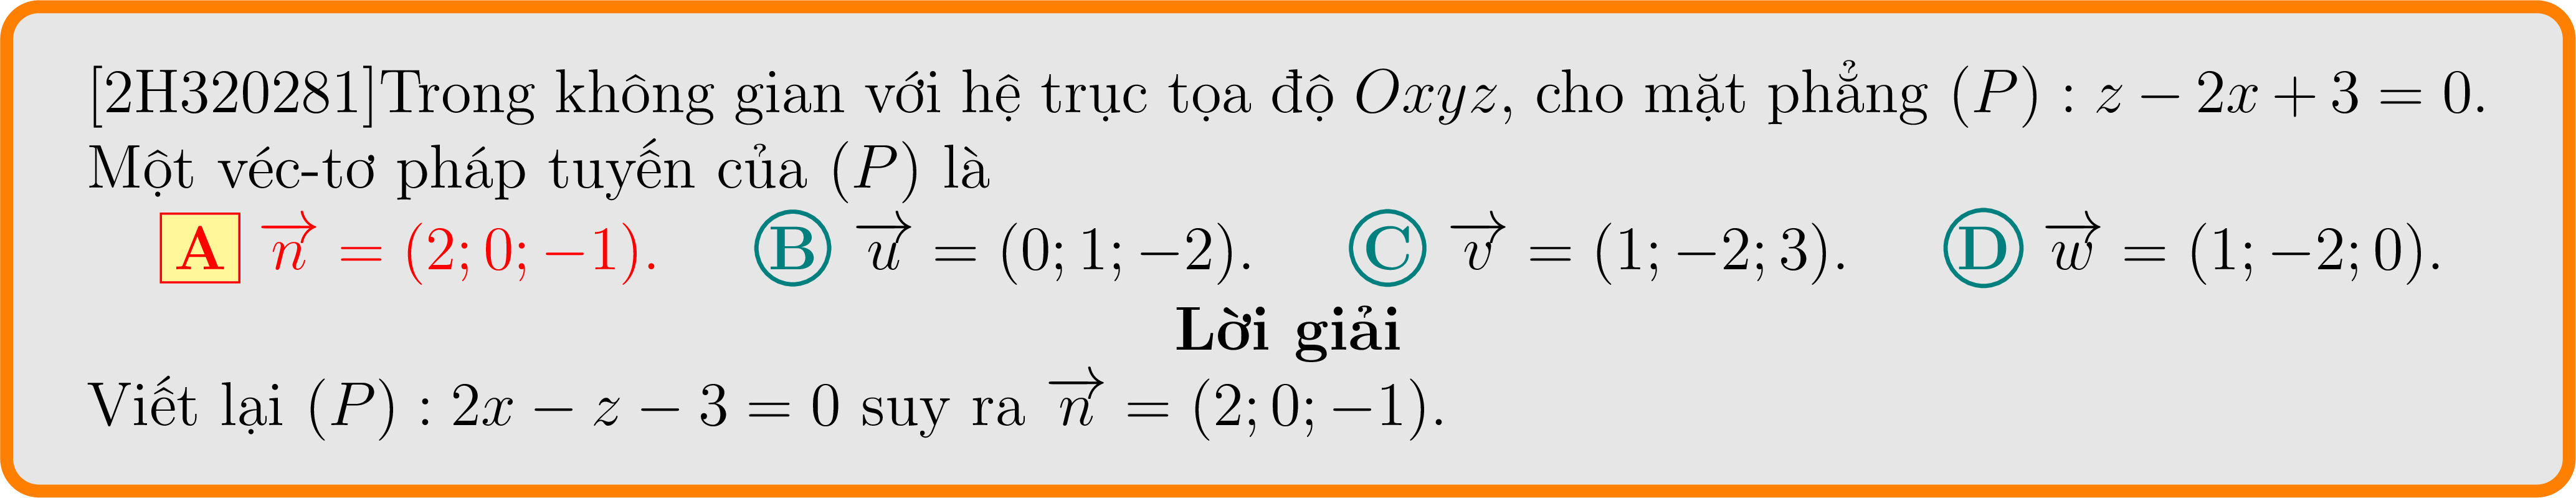 [2H320281]Trong không gian với hệ trục tọa độ Oxyz, cho mặt phẳng (P) : z − 2x + 3 = 0.
Một véc-tơ pháp tuyến của (P) là
A $\overrightarrow{n}$ = (2; 0; −1). B $\overrightarrow{u}$ = (0; 1; −2). C $\overrightarrow{v}$ = (1; −2; 3). D $\overrightarrow{w}$ = (1; −2; 0).
Lời giải
Viết lại (P) : 2x − z − 3 = 0 suy ra $\overrightarrow{n}$ = (2; 0; −1).